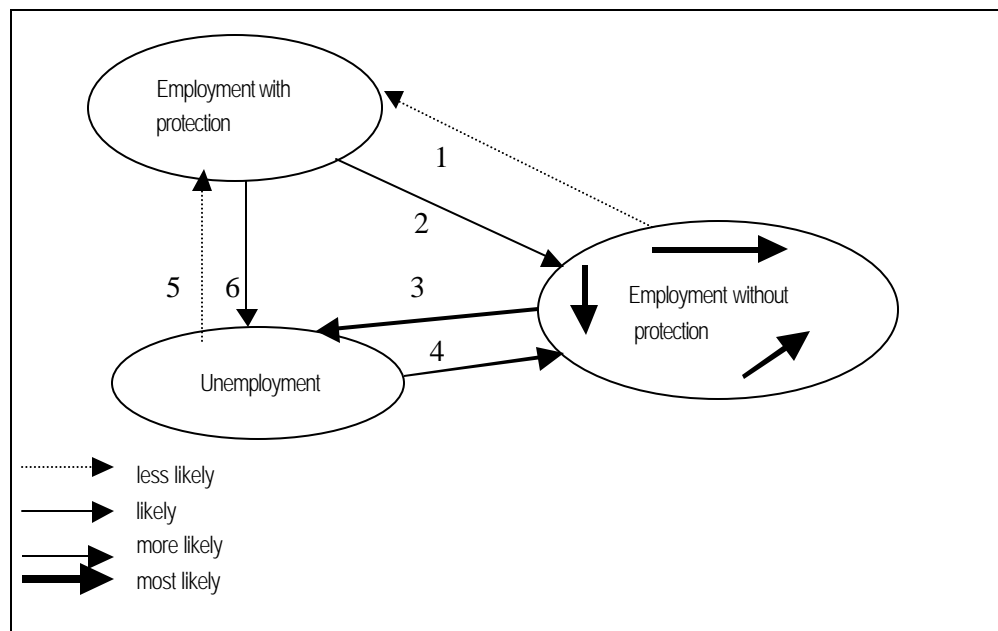 Employment with
protection
1
2
Employment without
protection
5
6
3
4
Unemployment
less likely
likely
more likely
most likely